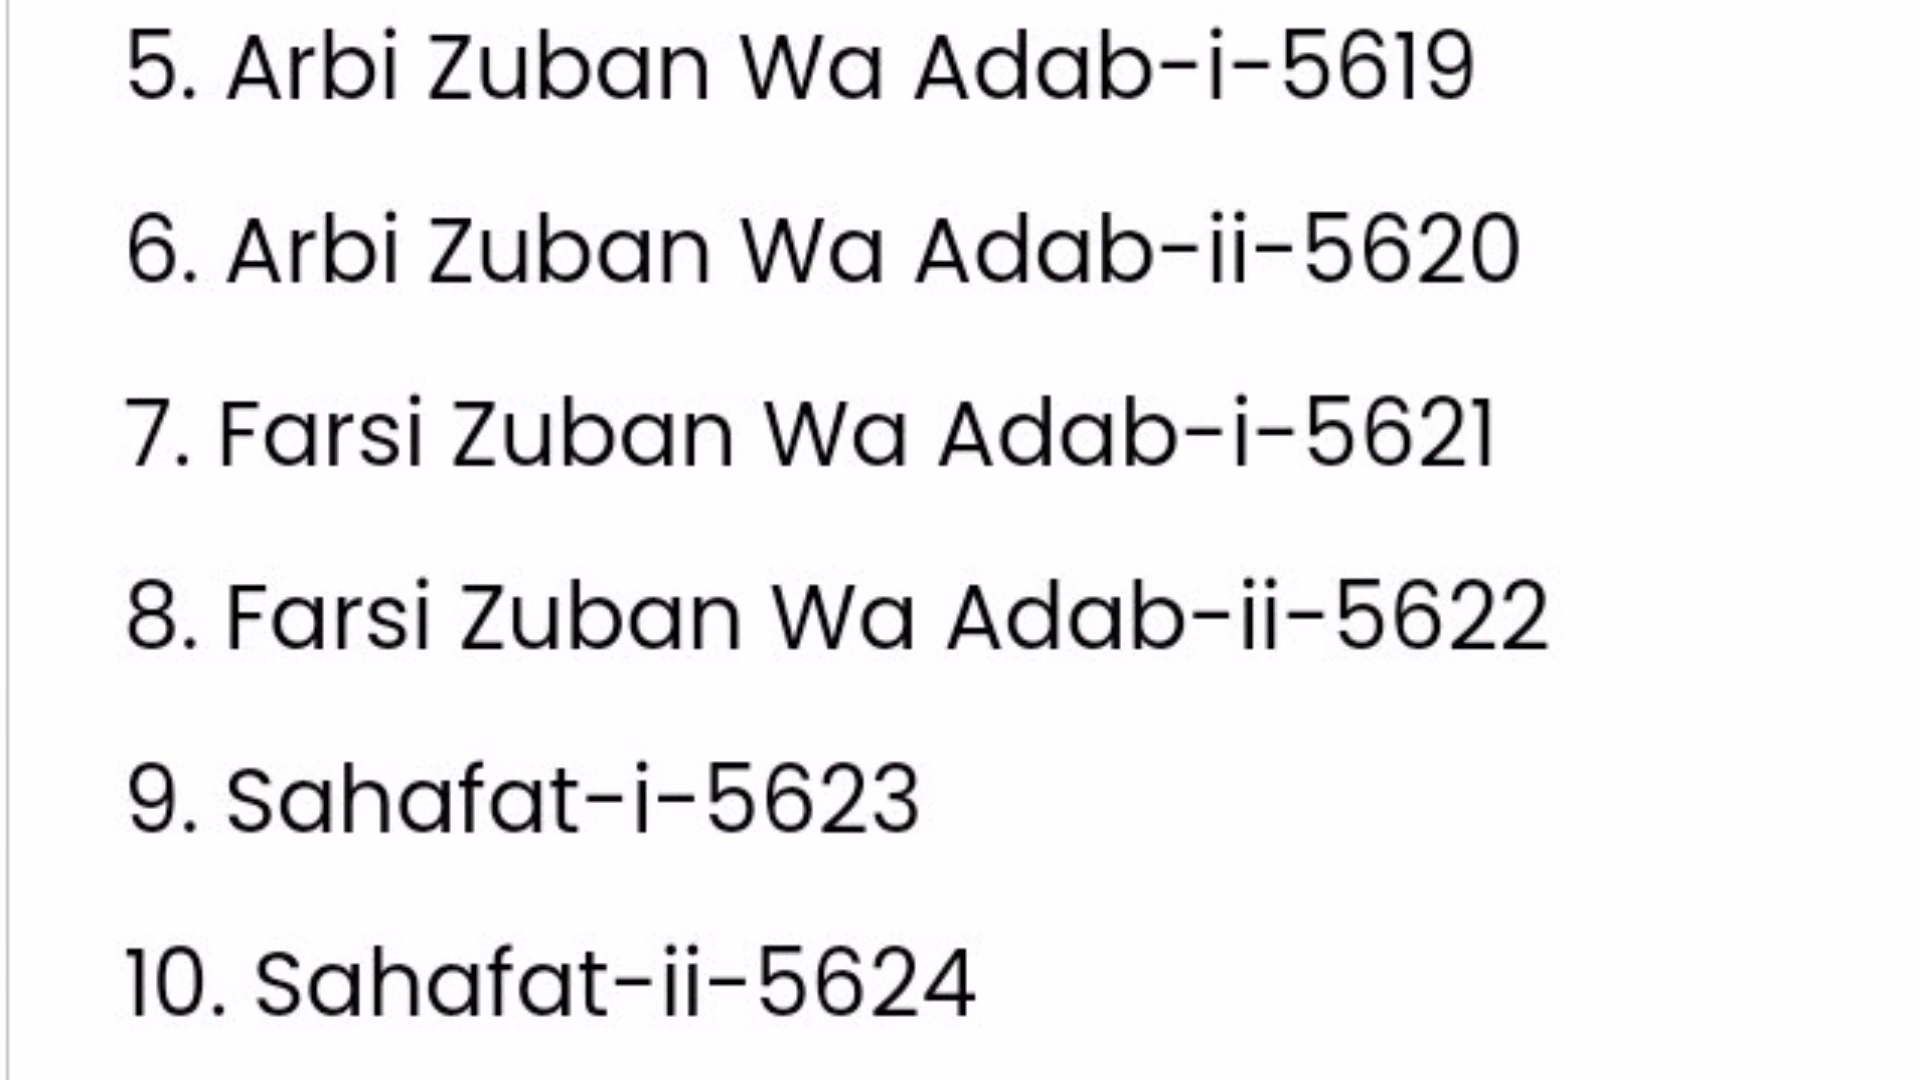 5. Arbi Zuban Wa Adab-i-5619
6. Arbi Zuban Wa Adab-ii-5620
7. Farsi Zuban Wa Adab-i-5621
8. Farsi Zuban Wa Adab-ii-5622
9. Sahafat-i-5623
10. Sahafat-ii-5624